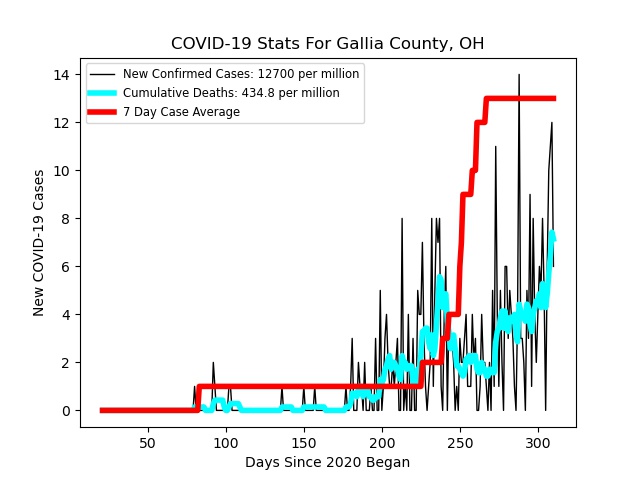 COVID-19 Stats For Gallia County, OH
New Confirmed Cases: 12700 per million
Cumulative Deaths: 434.8 per million
7 Day Case Average
New COVID-19 Cases
14
12
10
8
6
4
2
0
50 100 150 200 250 300
Days Since 2020 Began